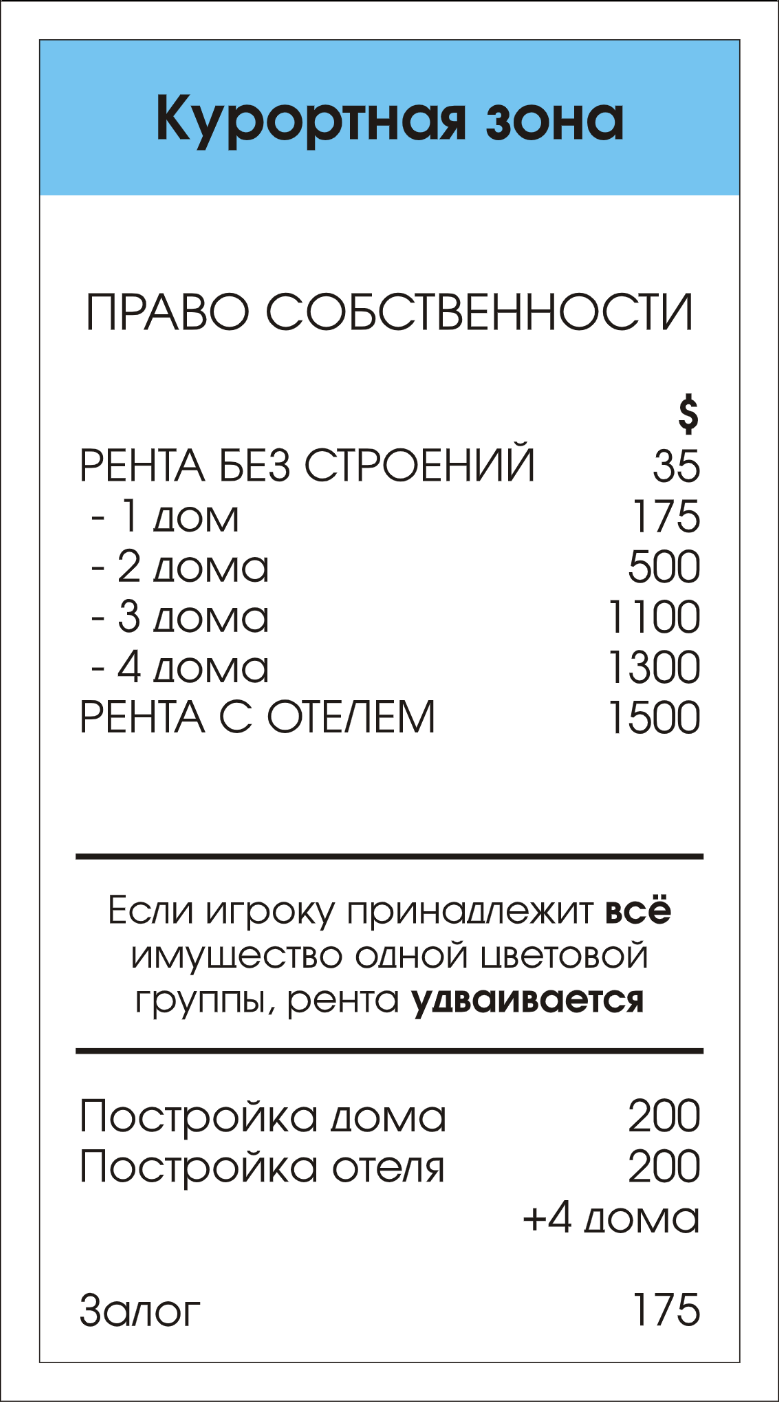 Курортная зона
ПРАВО СОБСТВЕННОСТИ
$
РЕНТА БЕЗ СТРОЕНИЙ 35
- 1 дом 175
- 2 дома 500
- 3 дома 1100
- 4 дома 1300
РЕНТА С ОТЕЛЕМ 1500
Если игроку принадлежит всё
имущество одной цветовой
группы, рента удваивается
Постройка дома 200
Постройка отеля 200
+4 дома
Залог 175